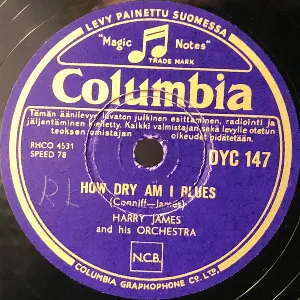 LEVY PAINETTU SUOMESSA
"Magic Notes"
TRADE MARK
Columbia
Tämän äänilevyn luvaton julkinen esittäminen, radiointi ja
jäljentäminen kielletty. Kaikki valmistajan sekä levylle otetun
teoksen omistajan oikeudet pidätetään.
RHCO 4531
SPEED 78
DYC 147
RL
HOW DRY AM I BLUES
(Conniff—James)
HARRY JAMES
and his ORCHESTRA
N.C.B.
COLUMBIA GRAPHOPHONE CO. LTD.